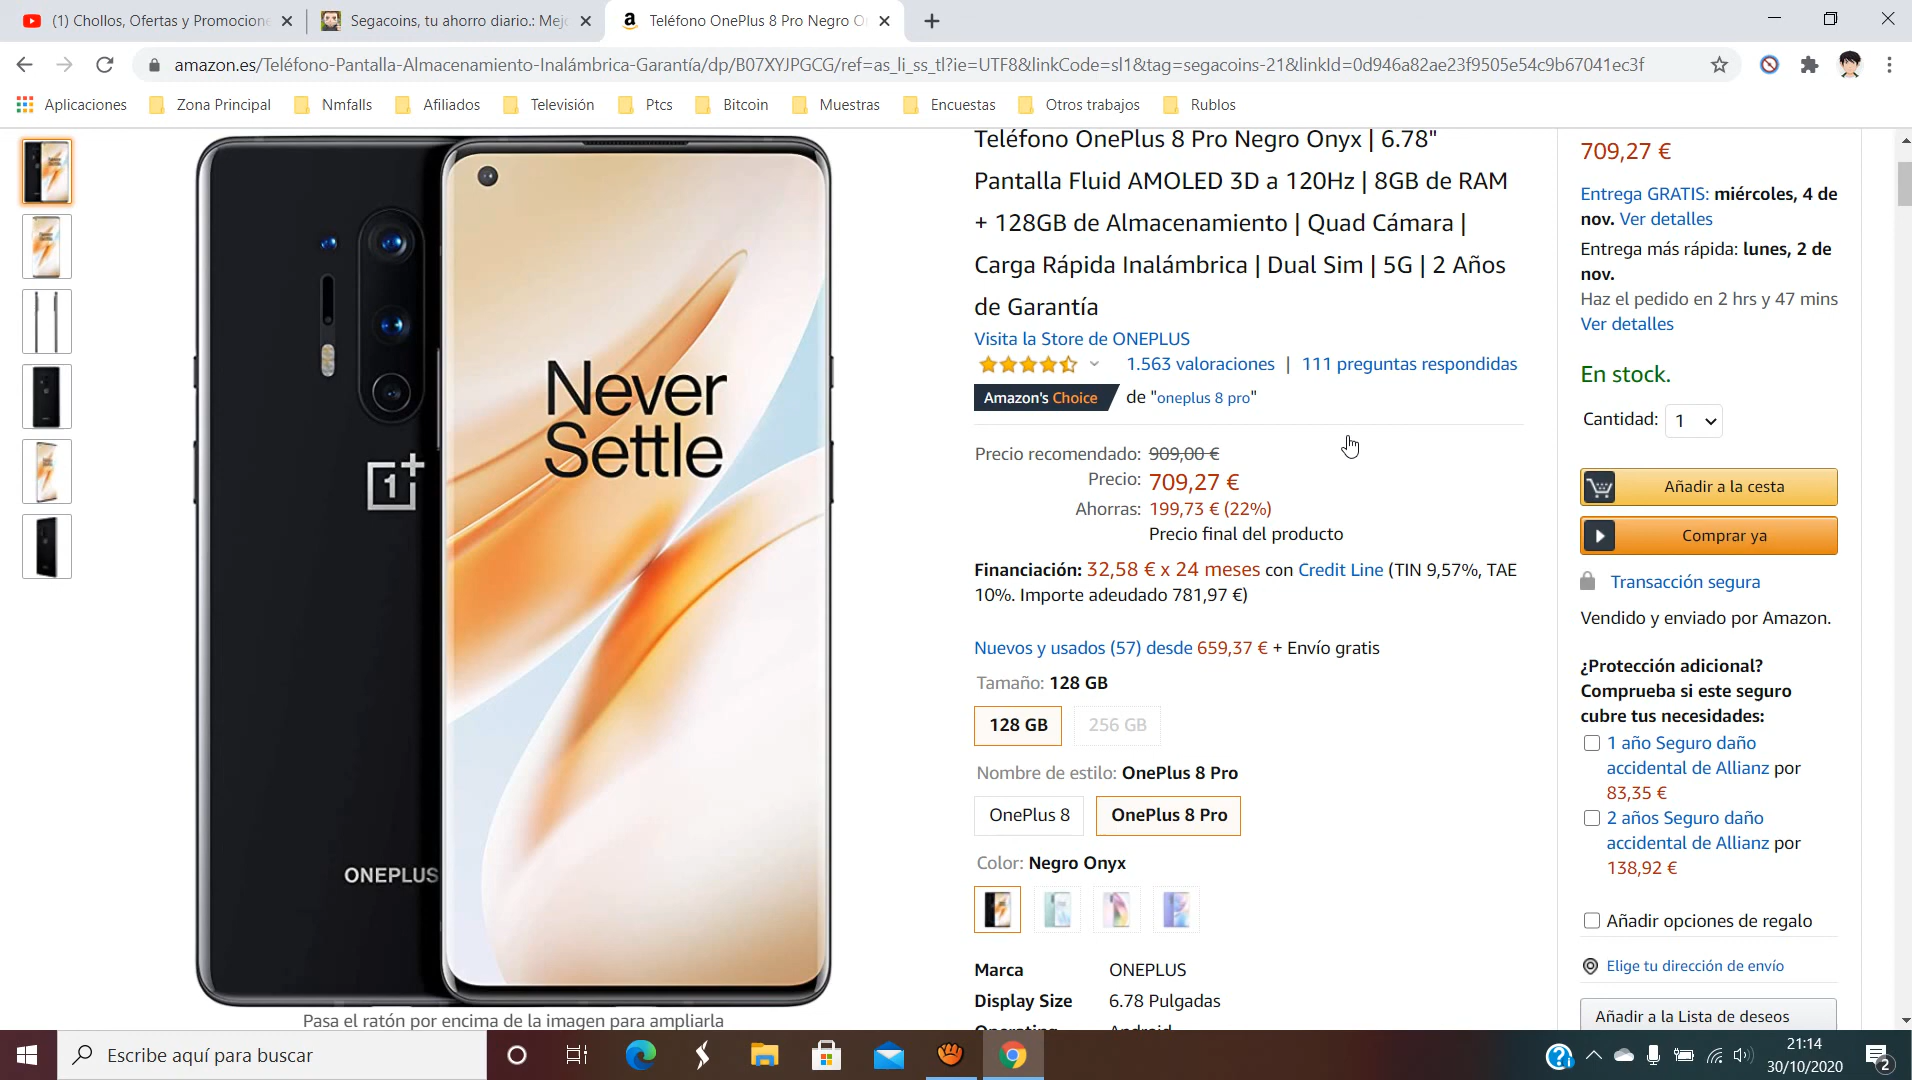 (1) Chollos, Ofertas y Promocione
Segacoins, tu ahorro diario.: Mejo
Teléfono OnePlus 8 Pro Negro O
amazon.es/Teléfono-Pantalla-Almacenamiento-Inalámbrica-Garantía/dp/B07XYJPGCG/ref=as_li_ss_tl?ie=UTF8&linkCode=sl1&tag=segacoins-21&linkId=0d946a82ae23f9505e54c9b67041ec3f
Aplicaciones
Zona Principal
Nmfalls
Afiliados
Televisión
Ptcs
Bitcoin
Muestras
Encuestas
Otros trabajos
Rublos
Never
Settle
1+
ONEPLUS
Pasa el ratón por encima de la imagen para ampliarla
Teléfono OnePlus 8 Pro Negro Onyx | 6.78"
Pantalla Fluid AMOLED 3D a 120Hz | 8GB de RAM
+ 128GB de Almacenamiento | Quad Cámara |
Carga Rápida Inalámbrica | Dual Sim | 5G | 2 Años
de Garantía
Visita la Store de ONEPLUS
1.563 valoraciones | 111 preguntas respondidas
Amazon's Choice de "oneplus 8 pro"
Precio recomendado: 909,00 €
Precio: 709,27 €
Ahorras: 199,73 € (22%)
Precio final del producto
Financiación: 32,58 € x 24 meses con Credit Line (TIN 9,57%, TAE
10%. Importe adeudado 781,97 €)
Nuevos y usados (57) desde 659,37 € + Envío gratis
Tamaño: 128 GB
128 GB
256 GB
Nombre de estilo: OnePlus 8 Pro
OnePlus 8
OnePlus 8 Pro
Color: Negro Onyx
Marca ONEPLUS
Display Size 6.78 Pulgadas
Operating Android
709,27 €
Entrega GRATIS: miércoles, 4 de
nov. Ver detalles
Entrega más rápida: lunes, 2 de
nov.
Haz el pedido en 2 hrs y 47 mins
Ver detalles
En stock.
Cantidad: 1
Añadir a la cesta
Comprar ya
Transacción segura
Vendido y enviado por Amazon.
¿Protección adicional?
Comprueba si este seguro
cubre tus necesidades:
1 año Seguro daño
accidental de Allianz por
83,35 €
2 años Seguro daño
accidental de Allianz por
138,92 €
Añadir opciones de regalo
Elige tu dirección de envío
Añadir a la Lista de deseos
Escribe aquí para buscar
21:14
30/10/2020
2